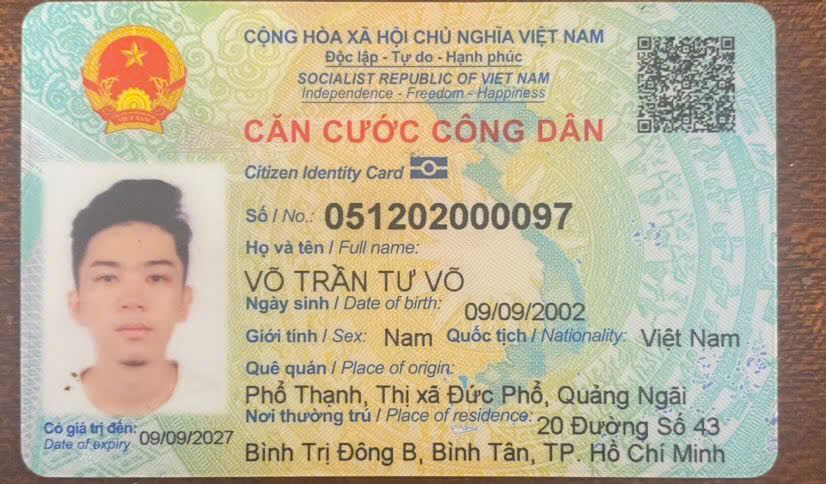 CỘNG HÒA XÃ HỘI CHỦ NGHĨA VIỆT NAM
Độc lập - Tự do - Hạnh phúc
SOCIALIST REPUBLIC OF VIET NAM
Independence - Freedom - Happiness
CĂN CƯỚC CÔNG DÂN
Citizen Identity Card
Số / No.: 051202000097
Họ và tên / Full name:
VÕ TRẦN TƯ VÕ
Ngày sinh / Date of birth: 09/09/2002
Giới tính / Sex: Nam Quốc tịch / Nationality: Việt Nam
Quê quán / Place of origin:
Phổ Thạnh, Thị xã Đức Phổ, Quảng Ngãi
Nơi thường trú / Place of residence: 20 Đường Số 43
Bình Trị Đông B, Bình Tân, TP. Hồ Chí Minh
Có giá trị đến: 09/09/2027
Date of expiry
VIỆT NAM